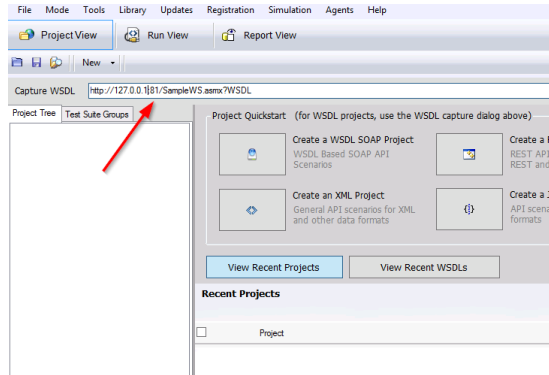 File Mode Tools Library Updates Registration Simulation Agents Help
Project View Run View Report View
New
Capture WSDL http://127.0.0.1:81/SampleWS.asmx?WSDL
Project Tree Test Suite Groups
Project Quickstart (for WSDL projects, use the WSDL capture dialog above)
Create a WSDL SOAP Project
WSDL Based SOAP API
Scenarios
Create a
REST API
REST and
Create an XML Project
General API scenarios for XML
and other data formats
Create a
API scena
formats
View Recent Projects View Recent WSDLs
Recent Projects
Project